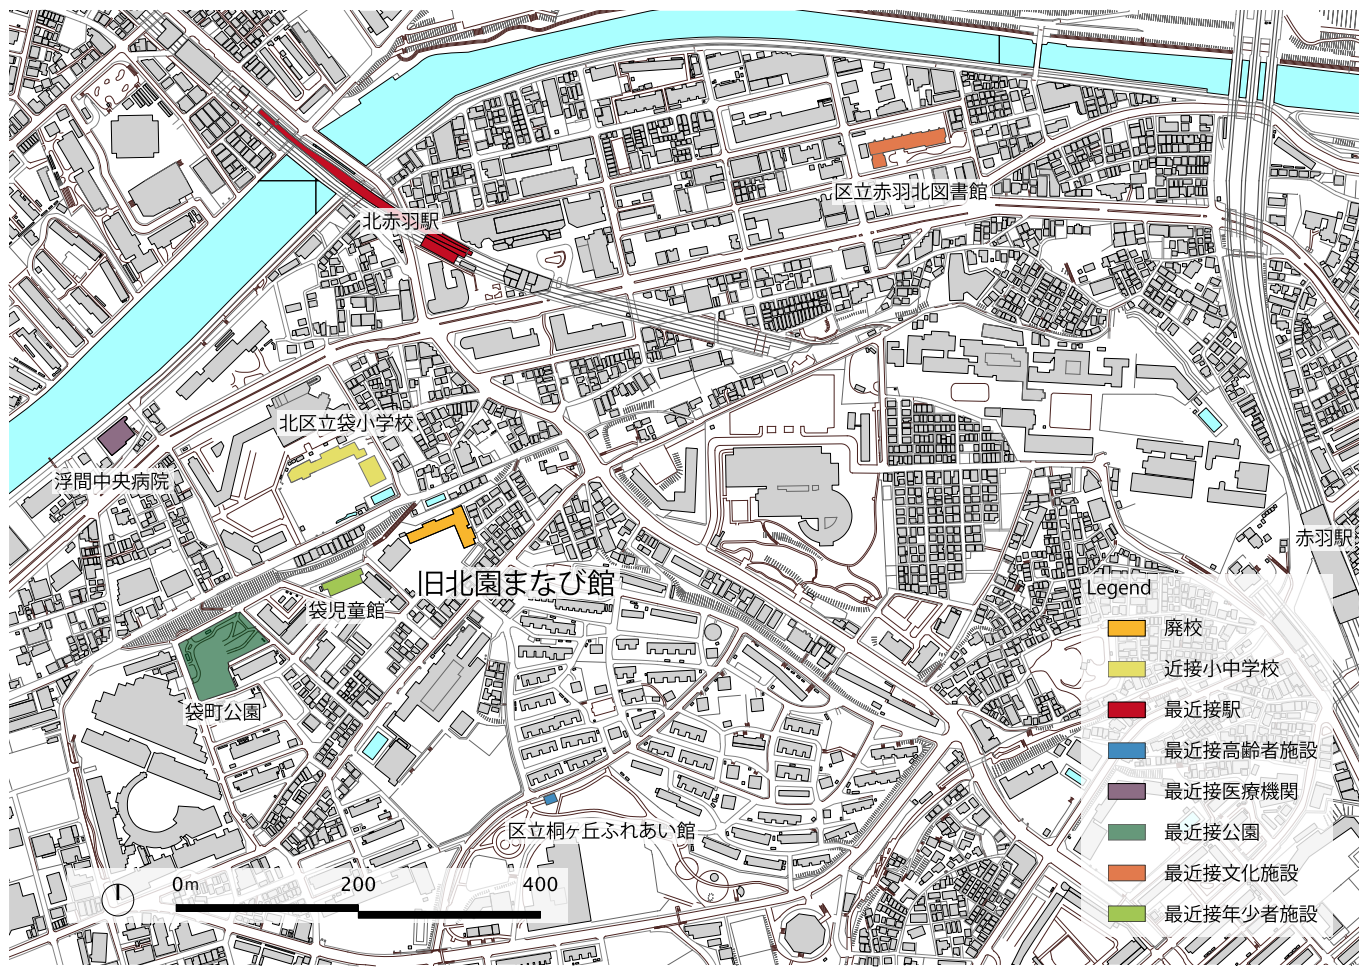 区立赤羽北図書館
北赤羽駅
北区立袋小学校
浮間中央病院
赤羽駅
旧北園まなび館
袋児童館
袋町公園
区立桐ヶ丘ふれあい館
0m 200 400
Legend
廃校
近接小中学校
最近接駅
最近接高齢者施設
最近接医療機関
最近接公園
最近接文化施設
最近接年少者施設